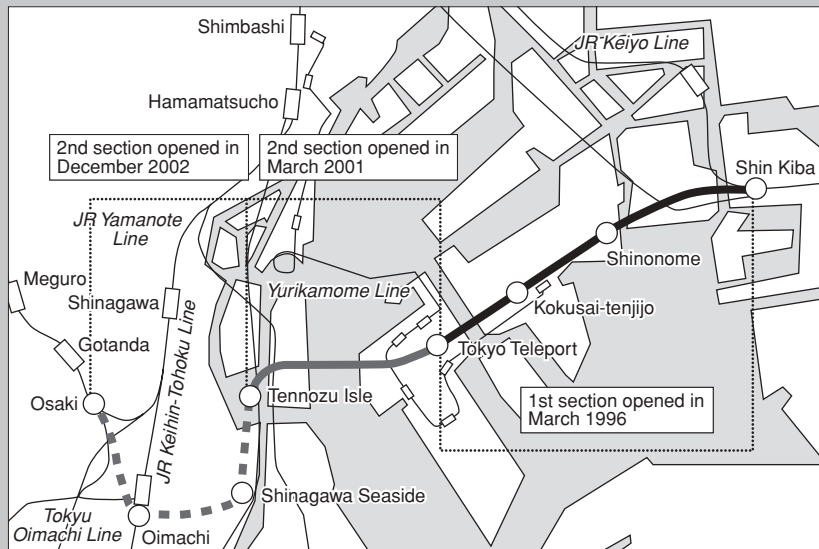 Shimbashi
JR Keiyo Line
Hamamatsucho
2nd section opened in
December 2002
2nd section opened in
March 2001
Shin Kiba
JR Yamanote
Line
Shinonome
Meguro
Shinagawa
Yurikamome Line
Kokusai-tenjijo
Gotanda
JR Keihin-Tohoku Line
Tokyo Teleport
Osaki
Tennozu Isle
1st section opened in
March 1996
Shinagawa Seaside
Tokyu
Oimachi Line
Oimachi